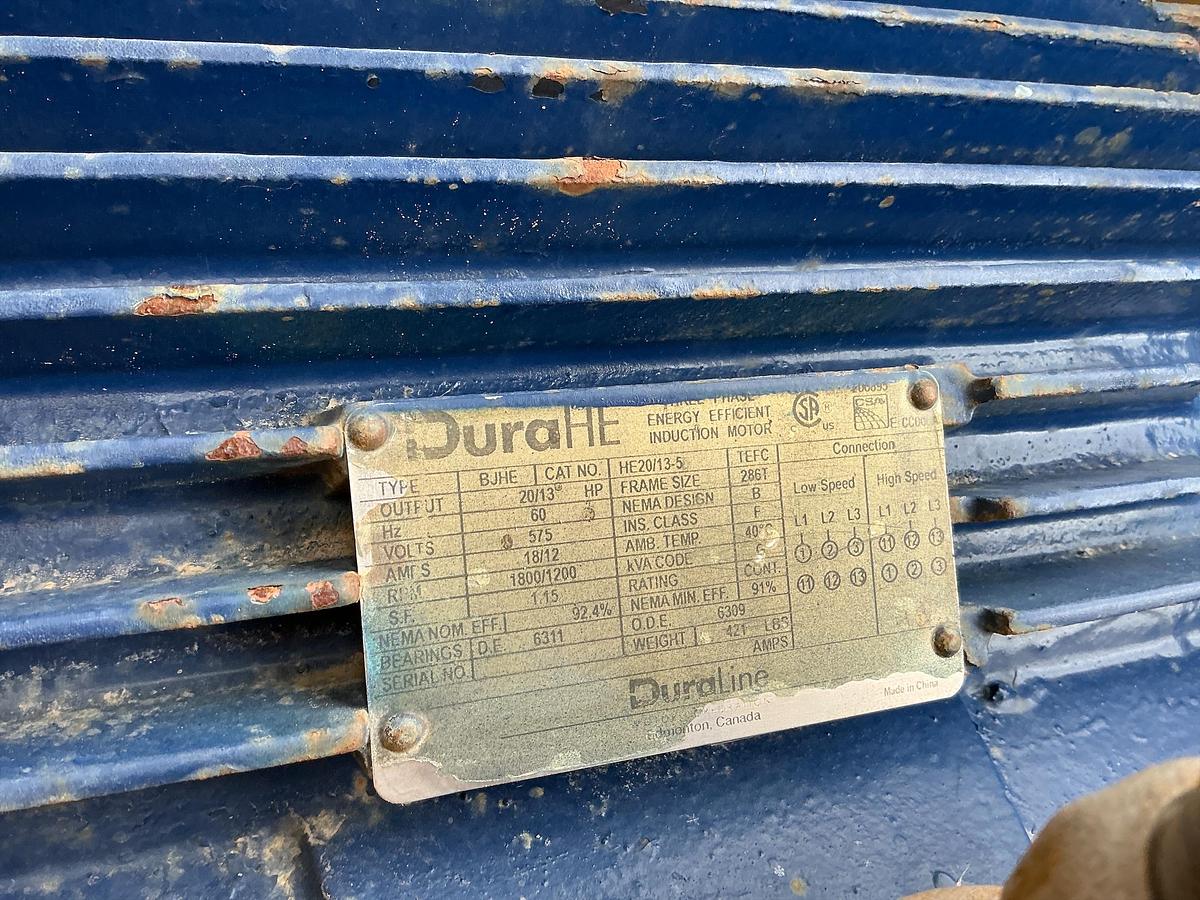 DuraHE
ENERGY EFFICIENT
INDUCTION MOTOR
SA
®
US
TYPE BJHE CAT NO. HE20/13-5 TEFC
OUTPUT 20/13 HP FRAME SIZE 286T
Hz 60 NEMA DESIGN B
VOLTS 575 INS. CLASS F
AMPS 18/12 AMB. TEMP. 40°C
RPM 1800/1200 kVA CODE
S.F. 1.15 RATING CONT.
NEMA NOM. EFF. 92.4% NEMA MIN. EFF. 91%
BEARINGS D.E. 6311 O.D.E. 6309
SERIAL NO. WEIGHT 421 LBS
AMPS
Connection
Low Speed High Speed
L1 L2 L3 L1 L2 L3
1 2 3 11 12 13
11 12 13 1 2 3
DuraLine
Edmonton, Canada
Made in China